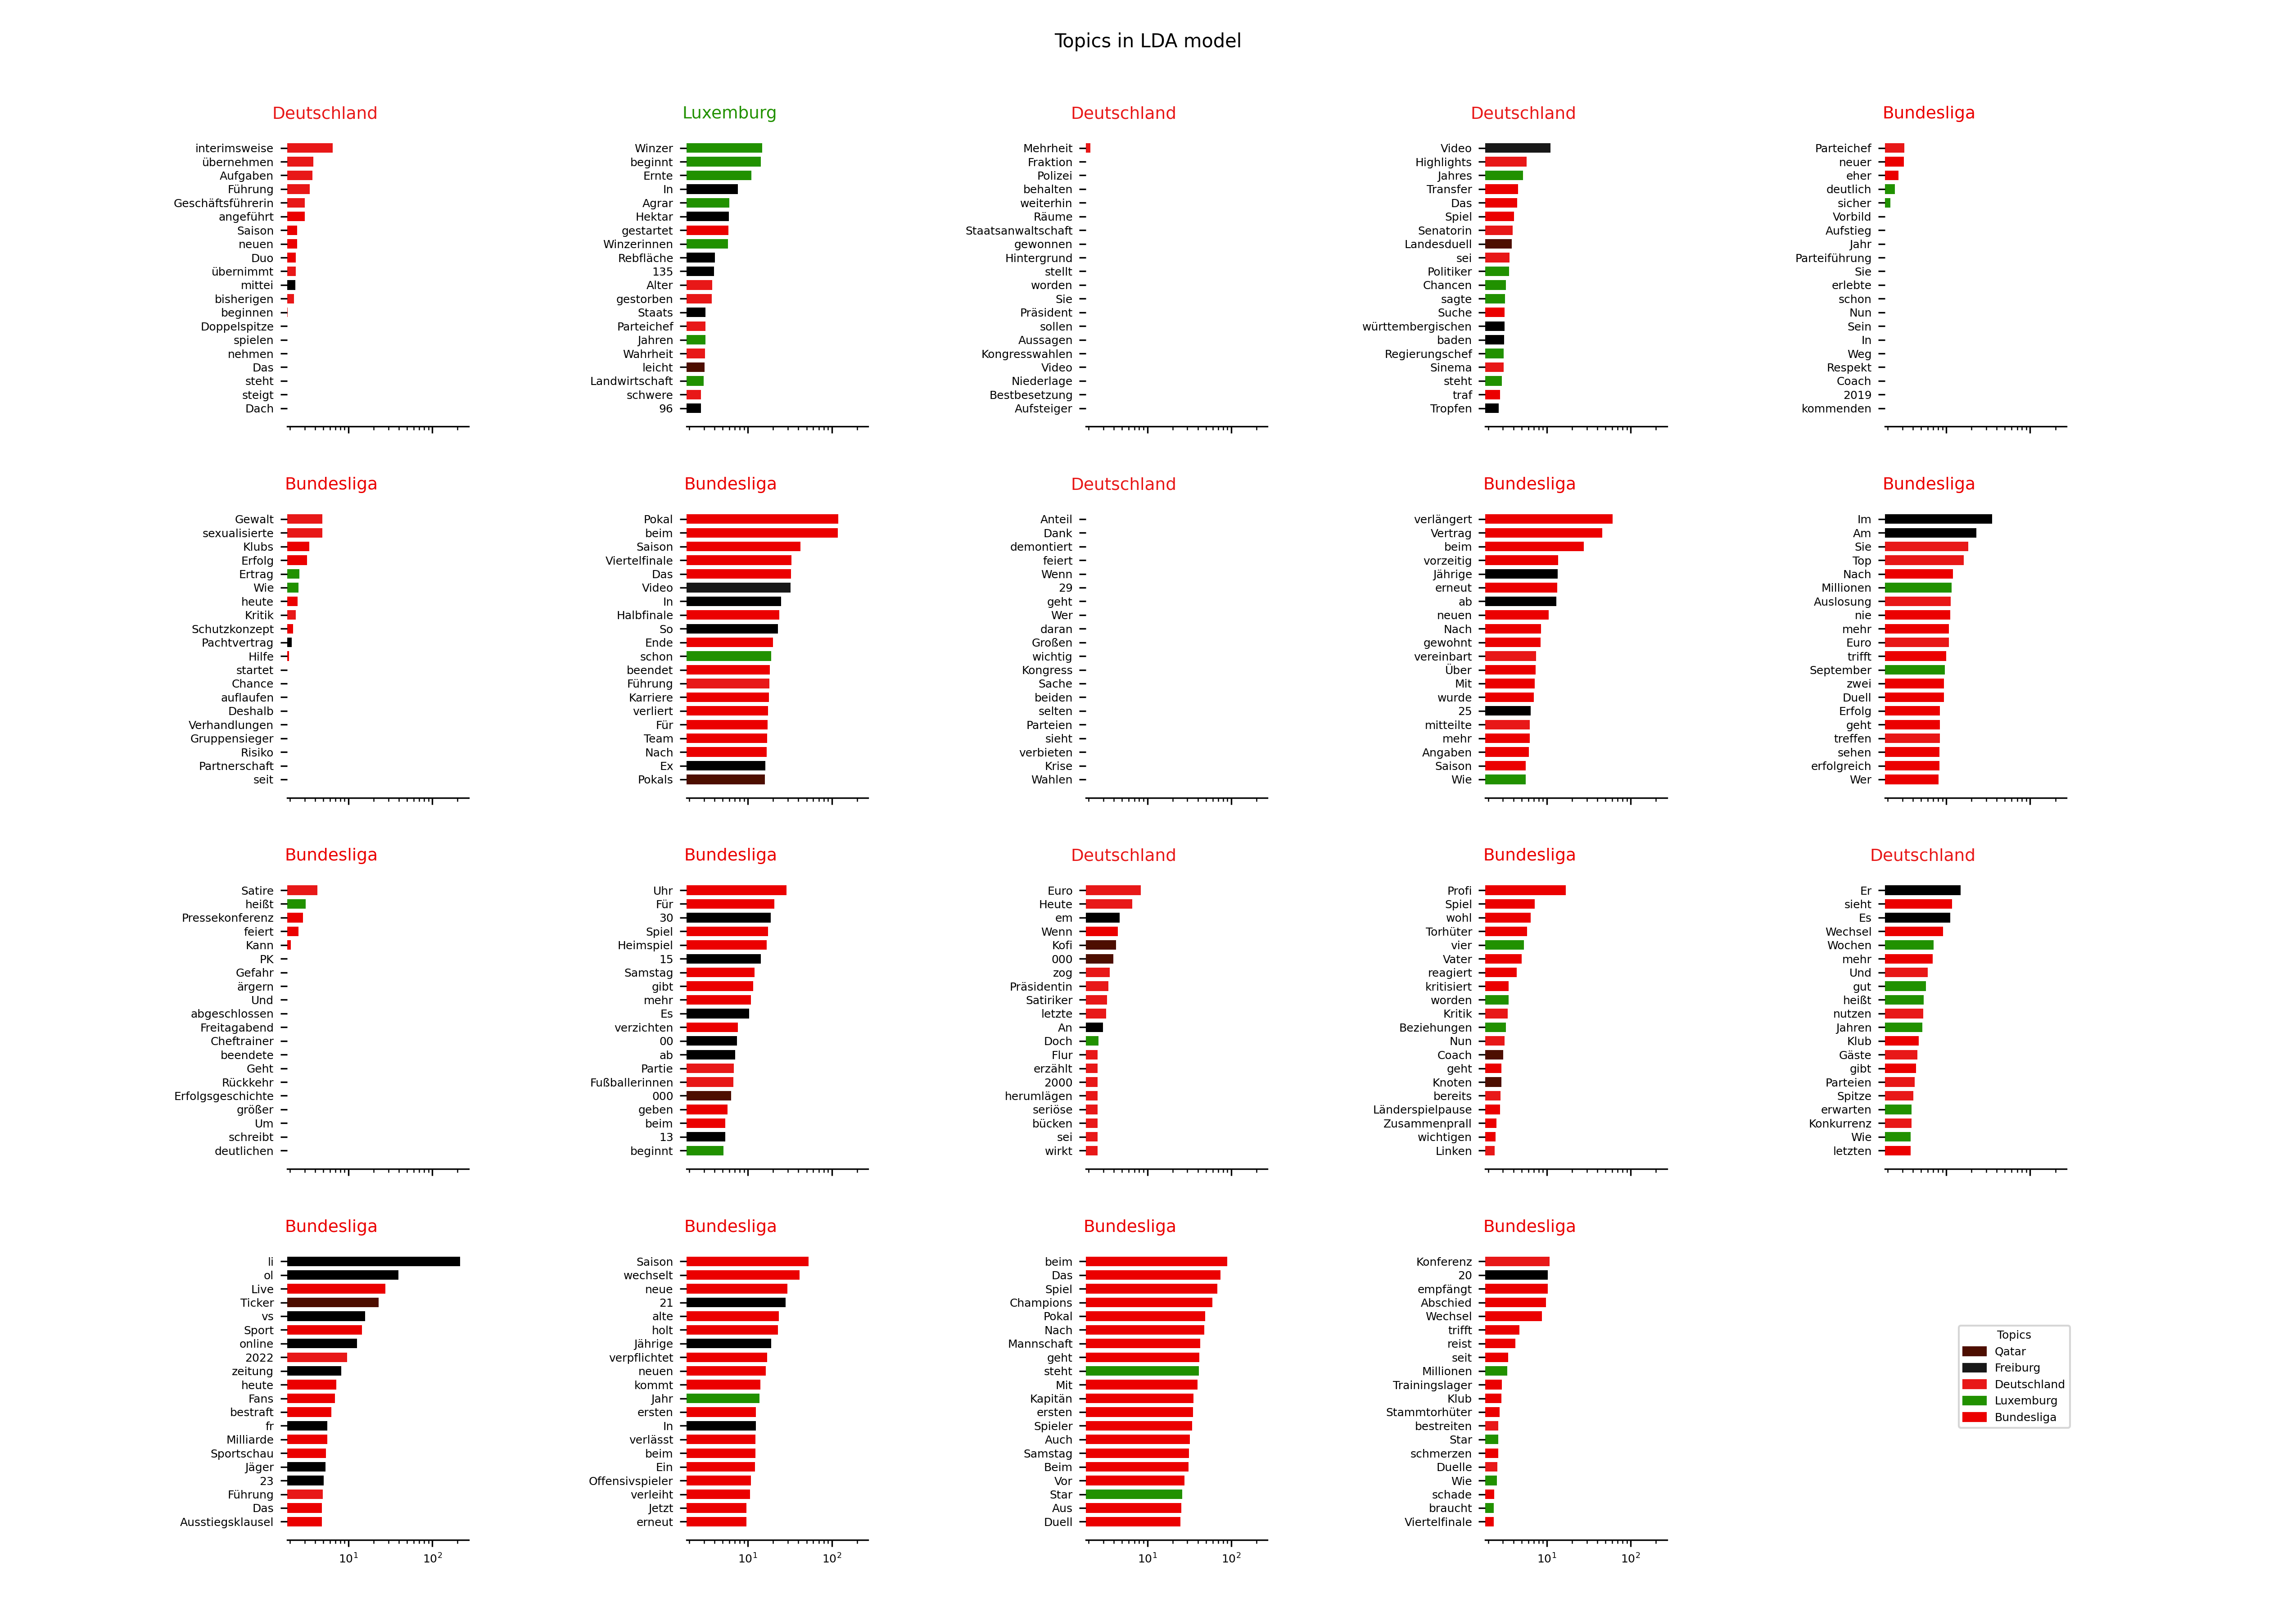 Topics in LDA model
Deutschland
interimsweise
übernehmen
Aufgaben
Führung
Geschäftsführerin
angeführt
Saison
neuen
Duo
übernimmt
mittei
bisherigen
beginnen
Doppelspitze
spielen
nehmen
Das
steht
steigt
Dach
Luxemburg
Winzer
beginnt
Ernte
In
Agrar
Hektar
gestartet
Winzerinnen
Rebfläche
135
Alter
gestorben
Staats
Parteichef
Jahren
Wahrheit
leicht
Landwirtschaft
schwere
96
Deutschland
Mehrheit
Fraktion
Polizei
behalten
weiterhin
Räume
Staatsanwaltschaft
gewonnen
Hintergrund
stellt
worden
Sie
Präsident
sollen
Aussagen
Kongresswahlen
Video
Niederlage
Bestbesetzung
Aufsteiger
Deutschland
Video
Highlights
Jahres
Transfer
Das
Spiel
Senatorin
Landesduell
sei
Politiker
Chancen
sagte
Suche
württembergischen
baden
Regierungschef
Sinema
steht
traf
Tropfen
Bundesliga
Parteichef
neuer
eher
deutlich
sicher
Vorbild
Aufstieg
Jahr
Parteiführung
Sie
erlebte
schon
Nun
Sein
In
Weg
Respekt
Coach
2019
kommenden
Bundesliga
Gewalt
sexualisierte
Klubs
Erfolg
Ertrag
Wie
heute
Kritik
Schutzkonzept
Pachtvertrag
Hilfe
startet
Chance
auflaufen
Deshalb
Verhandlungen
Gruppensieger
Risiko
Partnerschaft
seit
Bundesliga
Pokal
beim
Saison
Viertelfinale
Das
Video
In
Halbfinale
So
Ende
schon
beendet
Führung
Karriere
verliert
Für
Team
Nach
Ex
Pokals
Deutschland
Anteil
Dank
demontiert
feiert
Wenn
29
geht
Wer
daran
Großen
wichtig
Kongress
Sache
beiden
selten
Parteien
sieht
verbieten
Krise
Wahlen
Bundesliga
verlängert
Vertrag
beim
vorzeitig
Jährige
erneut
ab
neuen
Nach
gewohnt
vereinbart
Über
Mit
wurde
25
mitteilte
mehr
Angaben
Saison
Wie
Bundesliga
Im
Am
Sie
Top
Nach
Millionen
Auslosung
nie
mehr
Euro
trifft
September
zwei
Duell
Erfolg
geht
treffen
sehen
erfolgreich
Wer
Bundesliga
Satire
heißt
Pressekonferenz
feiert
Kann
PK
Gefahr
ärgern
Und
abgeschlossen
Freitagabend
Cheftrainer
beendete
Geht
Rückkehr
Erfolgsgeschichte
größer
Um
schreibt
deutlichen
Bundesliga
Uhr
Für
30
Spiel
Heimspiel
15
Samstag
gibt
mehr
Es
verzichten
00
ab
Partie
Fußballerinnen
000
geben
beim
13
beginnt
Deutschland
Euro
Heute
em
Wenn
Kofi
000
zog
Präsidentin
Satiriker
letzte
An
Doch
Flur
erzählt
2000
herumlägen
seriöse
bücken
sei
wirkt
Bundesliga
Profi
Spiel
wohl
Torhüter
vier
Vater
reagiert
kritisiert
worden
Kritik
Beziehungen
Nun
Coach
geht
Knoten
bereits
Länderspielpause
Zusammenprall
wichtigen
Linken
Deutschland
Er
sieht
Es
Wechsel
Wochen
mehr
Und
gut
heißt
nutzen
Jahren
Klub
Gäste
gibt
Parteien
Spitze
erwarten
Konkurrenz
Wie
letzten
Bundesliga
li
ol
Live
Ticker
vs
Sport
online
2022
zeitung
heute
Fans
bestraft
fr
Milliarde
Sportschau
Jäger
23
Führung
Das
Ausstiegsklausel
10¹ 10²
Bundesliga
Saison
wechselt
neue
21
alte
holt
Jährige
verpflichtet
neuen
kommt
Jahr
ersten
In
verlässt
beim
Ein
Offensivspieler
verleiht
Jetzt
erneut
10¹ 10²
Bundesliga
beim
Das
Spiel
Champions
Pokal
Nach
Mannschaft
geht
steht
Mit
Kapitän
ersten
Spieler
Auch
Samstag
Beim
Vor
Star
Aus
Duell
10¹ 10²
Bundesliga
Konferenz
20
empfängt
Abschied
Wechsel
trifft
reist
seit
Millionen
Trainingslager
Klub
Stammtorhüter
bestreiten
Star
schmerzen
Duelle
Wie
schade
braucht
Viertelfinale
10¹ 10²
Topics
Qatar
Freiburg
Deutschland
Luxemburg
Bundesliga